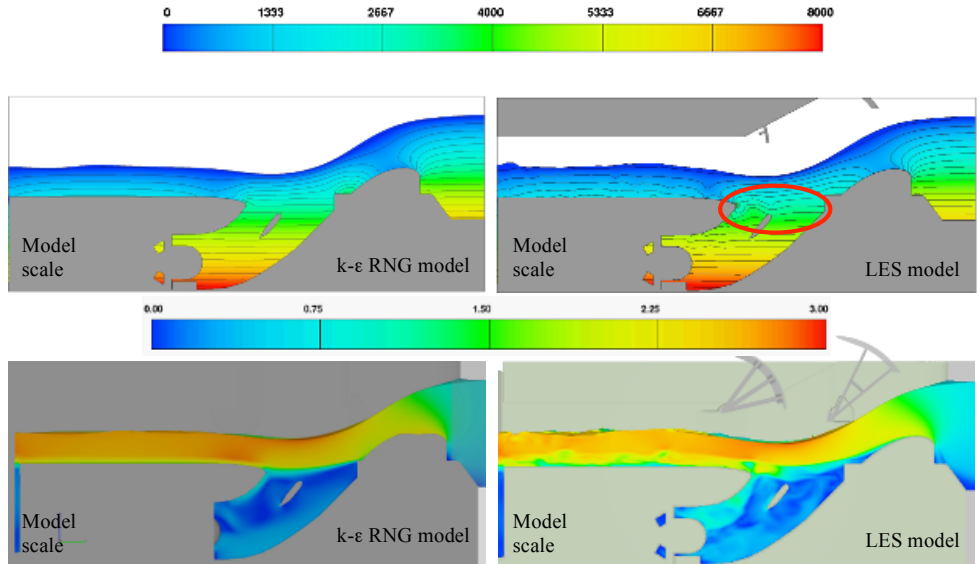 0 1333 2667 4000 5333 6667 8000
Model
scale
k-ε RNG model
Model
scale
LES model
0.00 0.75 1.50 2.25 3.00
Model
scale
k-ε RNG model
Model
scale
LES model